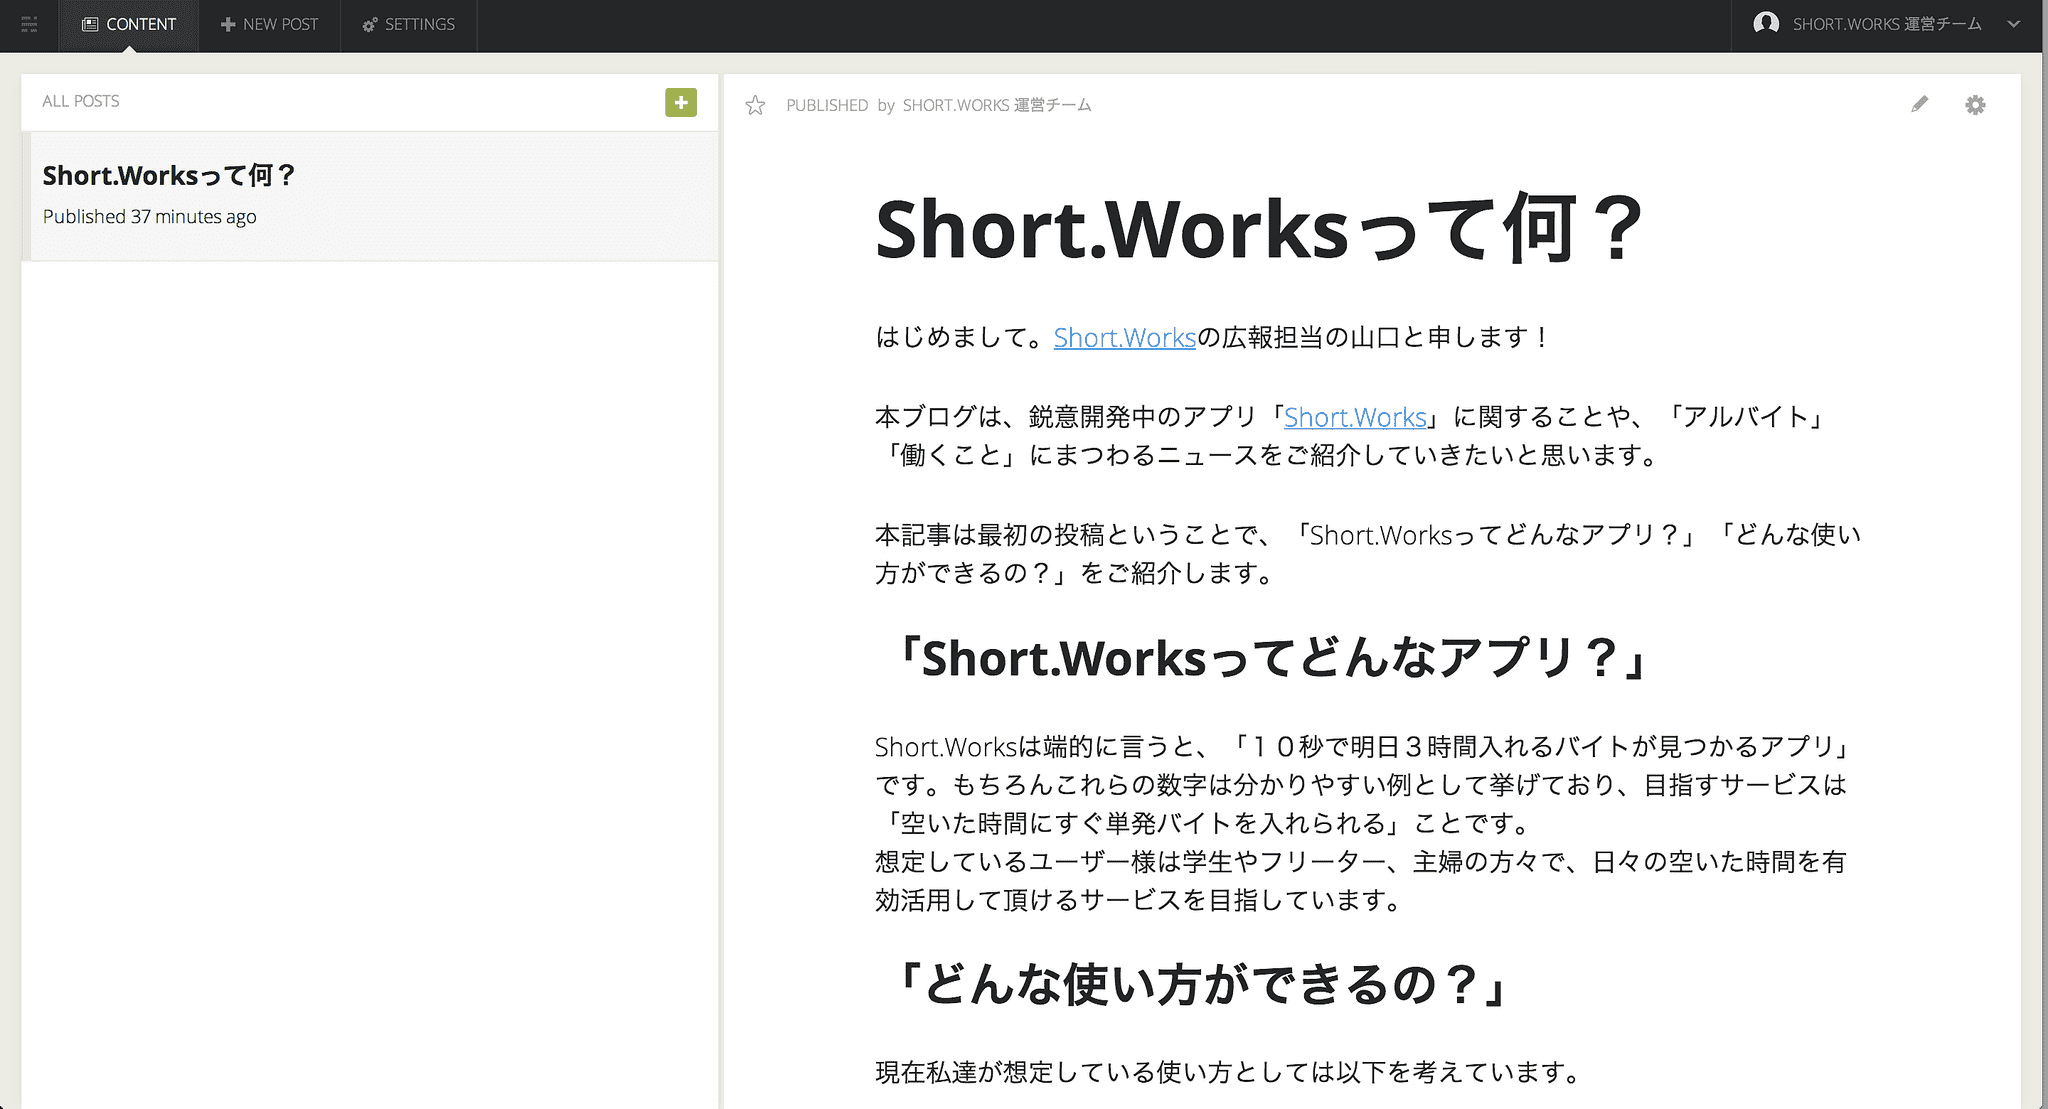 CONTENT
NEW POST
SETTINGS
SHORT.WORKS 運営チーム
ALL POSTS
Short.Worksって何？
Published 37 minutes ago
PUBLISHED by SHORT.WORKS 運営チーム
Short.Worksって何？
はじめまして。Short.Worksの広報担当の山口と申します！
本ブログは、鋭意開発中のアプリ「Short.Works」に関することや、「アルバイト」
「働くこと」にまつわるニュースをご紹介していきたいと思います。
本記事は最初の投稿ということで、「Short.Worksってどんなアプリ？」「どんな使い
方ができるの？」をご紹介します。
「Short.Worksってどんなアプリ？」
Short.Worksは端的に言うと、「１０秒で明日３時間入れるバイトが見つかるアプリ」
です。もちろんこれらの数字は分かりやすい例として挙げており、目指すサービスは
「空いた時間にすぐ単発バイトを入れられる」ことです。
想定しているユーザー様は学生やフリーター、主婦の方々で、日々の空いた時間を有
効活用して頂けるサービスを目指しています。
「どんな使い方ができるの？」
現在私達が想定している使い方としては以下を考えています。